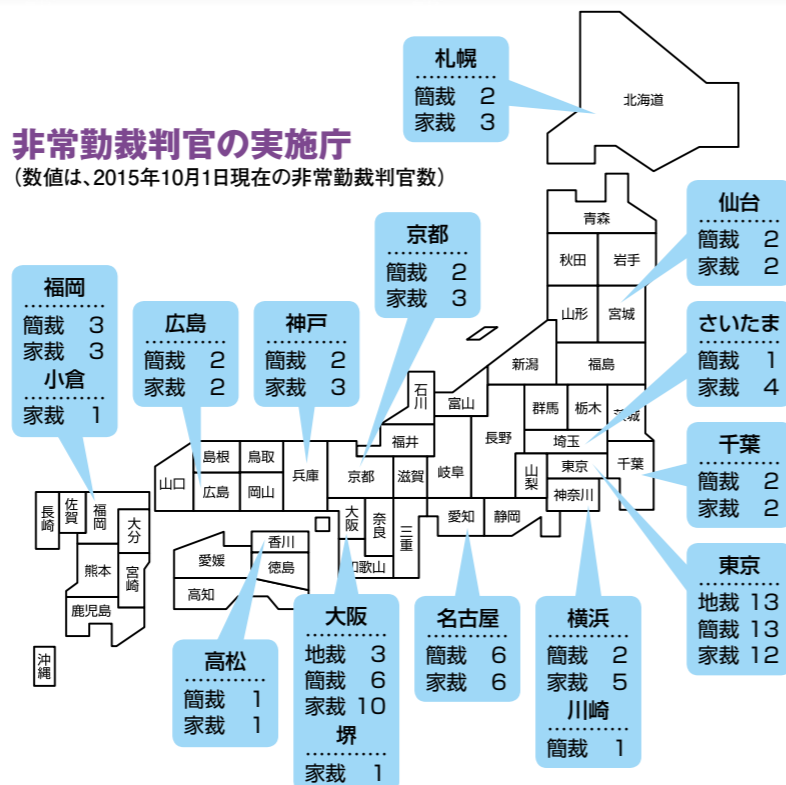 非常勤裁判官の実施庁
(数値は、2015年10月1日現在の非常勤裁判官数)
札幌
簡裁 2
家裁 3
仙台
簡裁 2
家裁 2
さいたま
簡裁 1
家裁 4
千葉
簡裁 2
家裁 2
東京
地裁 13
簡裁 13
家裁 12
横浜
簡裁 2
家裁 5
川崎
簡裁 1
名古屋
簡裁 6
家裁 6
京都
簡裁 2
家裁 3
大阪
地裁 3
簡裁 6
家裁 10
堺
家裁 1
神戸
簡裁 2
家裁 3
広島
簡裁 2
家裁 2
高松
簡裁 1
家裁 1
福岡
簡裁 3
家裁 3
小倉
家裁 1
北海道
青森
秋田
岩手
山形
宮城
新潟
福島
群馬
栃木
茨城
埼玉
東京
千葉
神奈川
山梨
長野
富山
石川
福井
岐阜
静岡
愛知
滋賀
三重
京都
奈良
大阪
和歌山
兵庫
鳥取
島根
岡山
広島
山口
香川
徳島
愛媛
高知
福岡
佐賀
長崎
大分
熊本
宮崎
鹿児島
沖縄